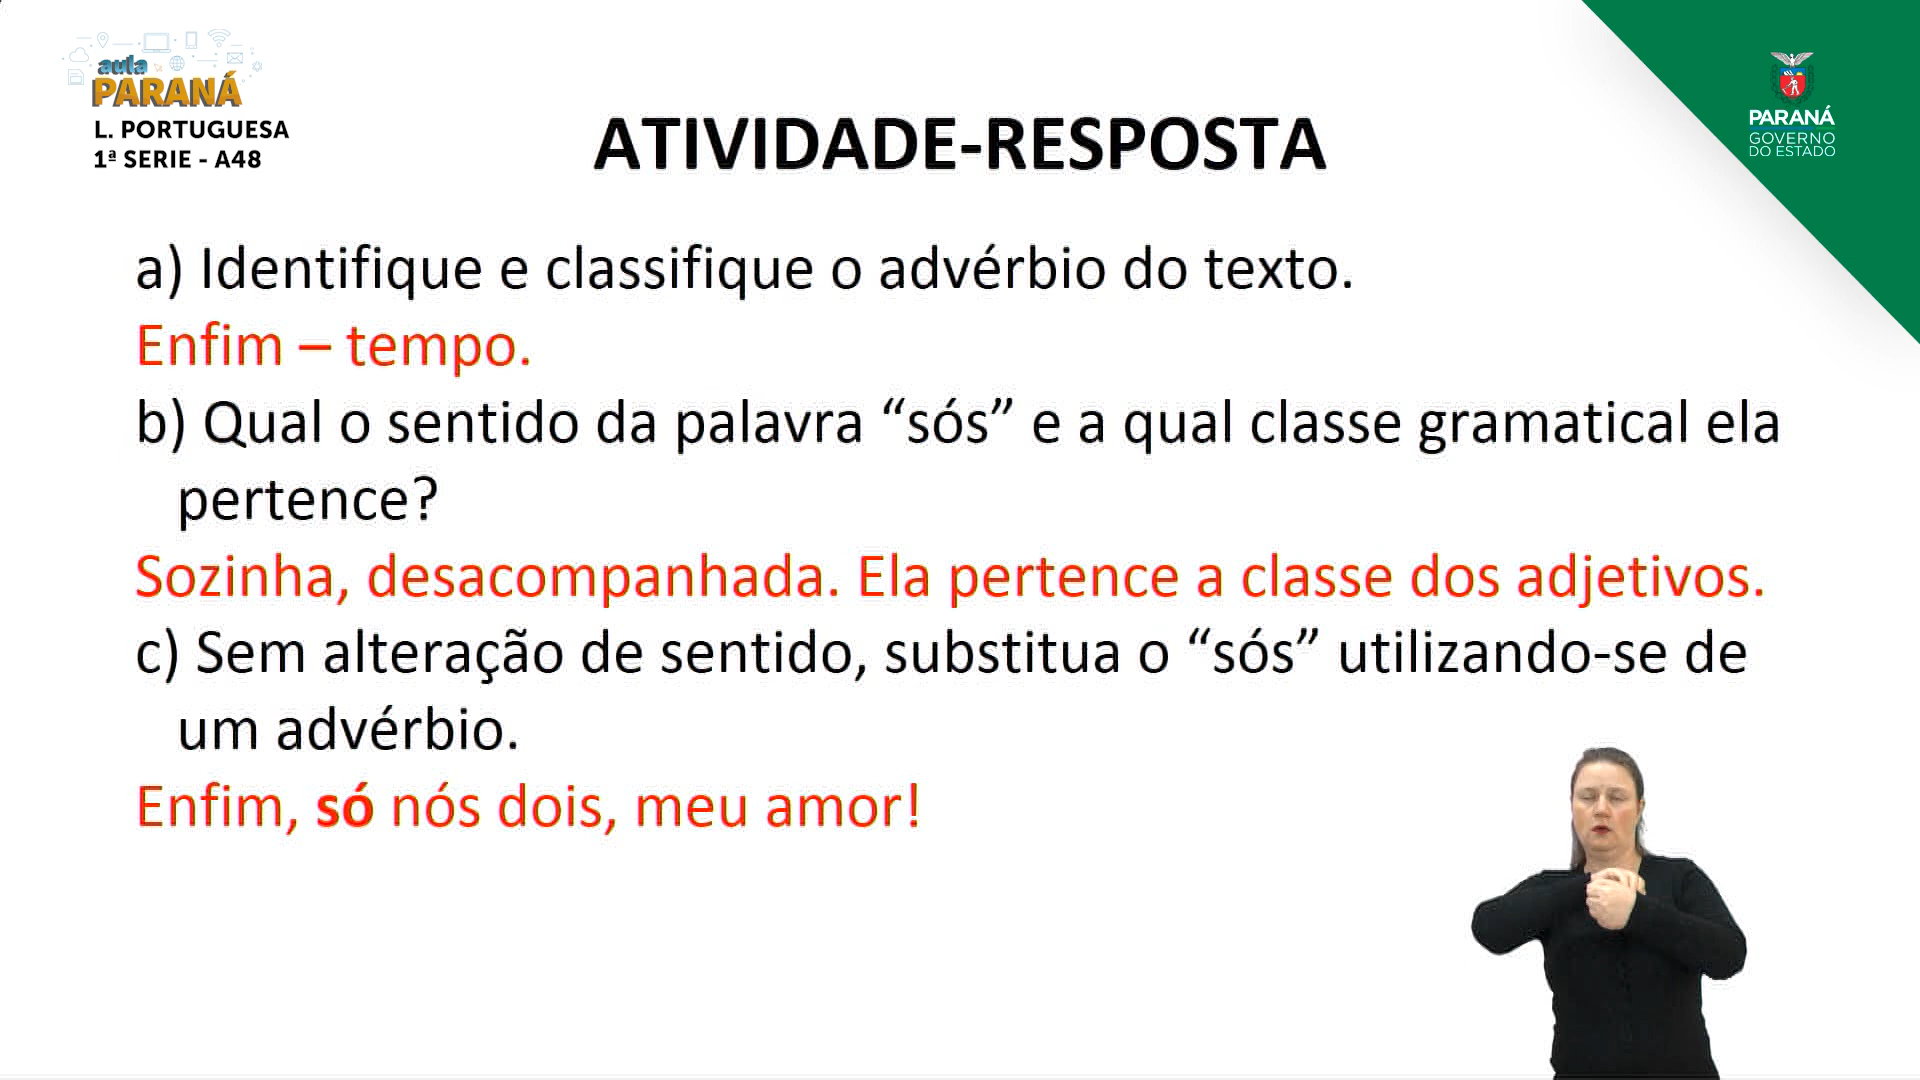 aula
PARANÁ
L. PORTUGUESA
1ª SERIE - A48
PARANÁ
GOVERNO
DO ESTADO
ATIVIDADE-RESPOSTA
a) Identifique e classifique o advérbio do texto.
Enfim – tempo.
b) Qual o sentido da palavra “sós” e a qual classe gramatical ela
pertence?
Sozinha, desacompanhada. Ela pertence a classe dos adjetivos.
c) Sem alteração de sentido, substitua o “sós” utilizando-se de
um advérbio.
Enfim, só nós dois, meu amor!